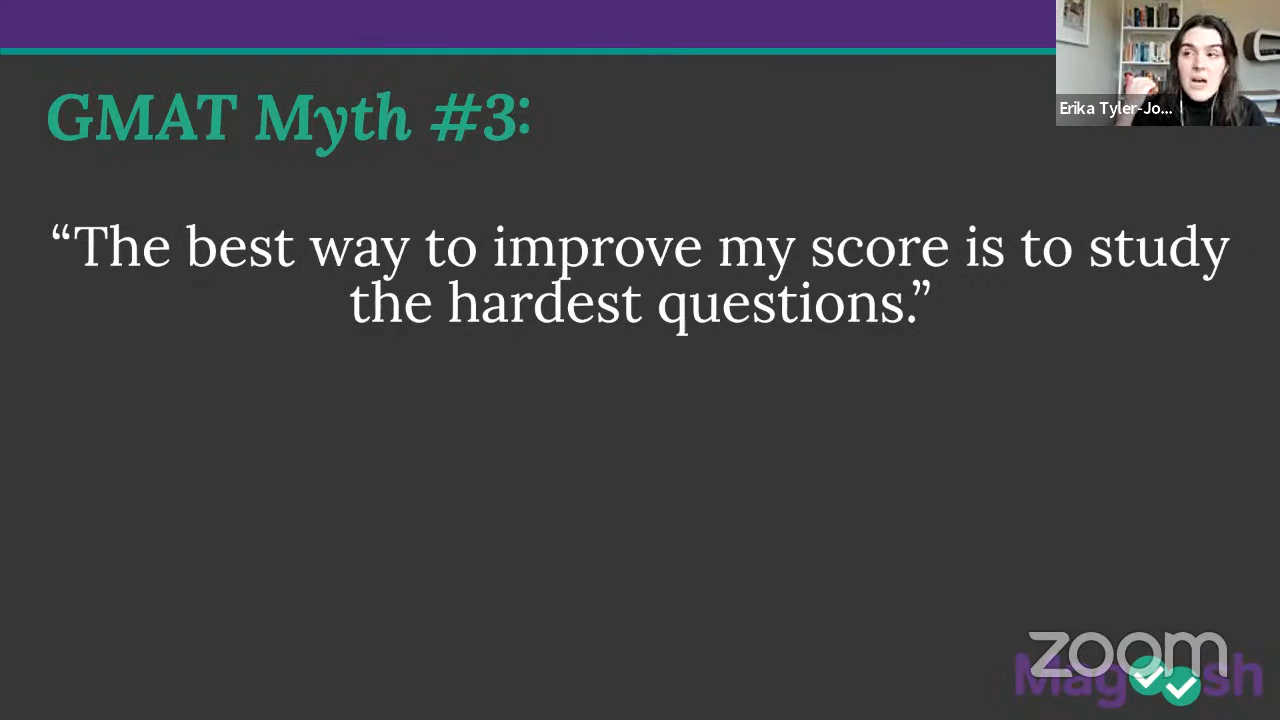 Erika Tyler-Jo...
GMAT Myth #3:
“The best way to improve my score is to study
the hardest questions.”
zoom
Magoosh